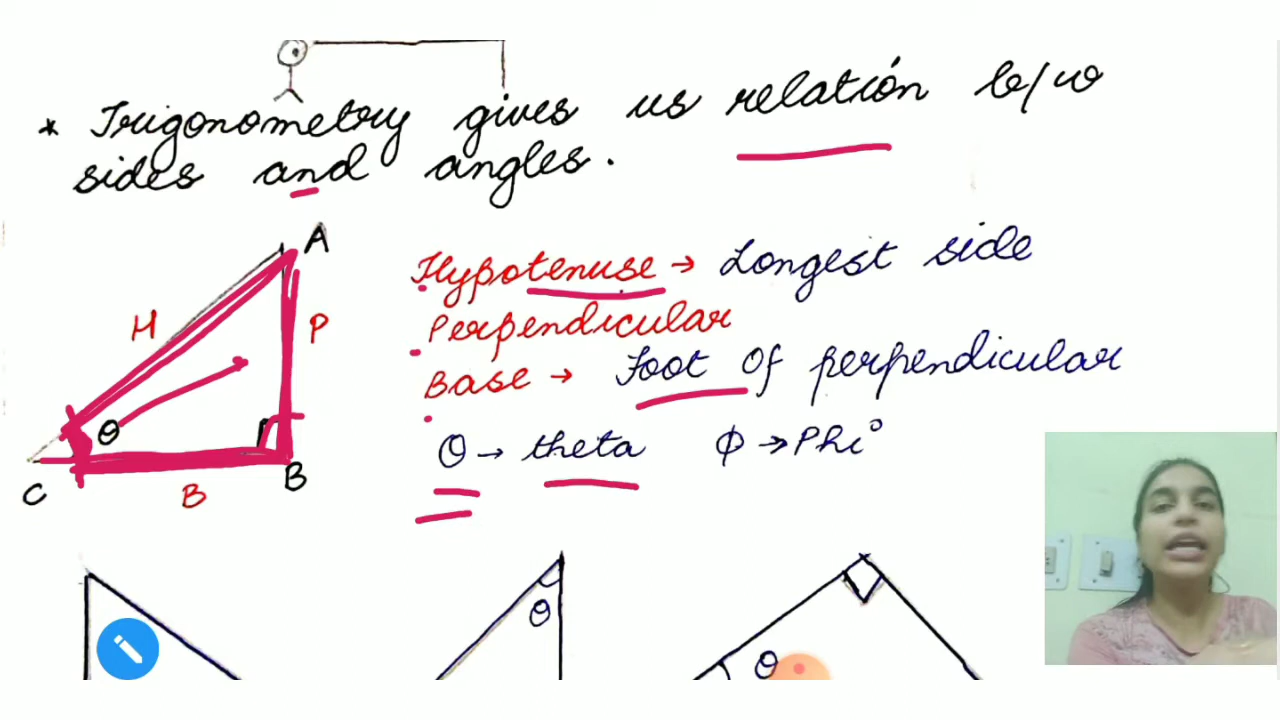 * Trigonometry gives us relation b/w
sides and angles.
A
H
P
θ
C
B
B
Hypotenuse → Longest side
Perpendicular
Base → Foot of perpendicular
θ → theta ϕ → Phi
θ
θ